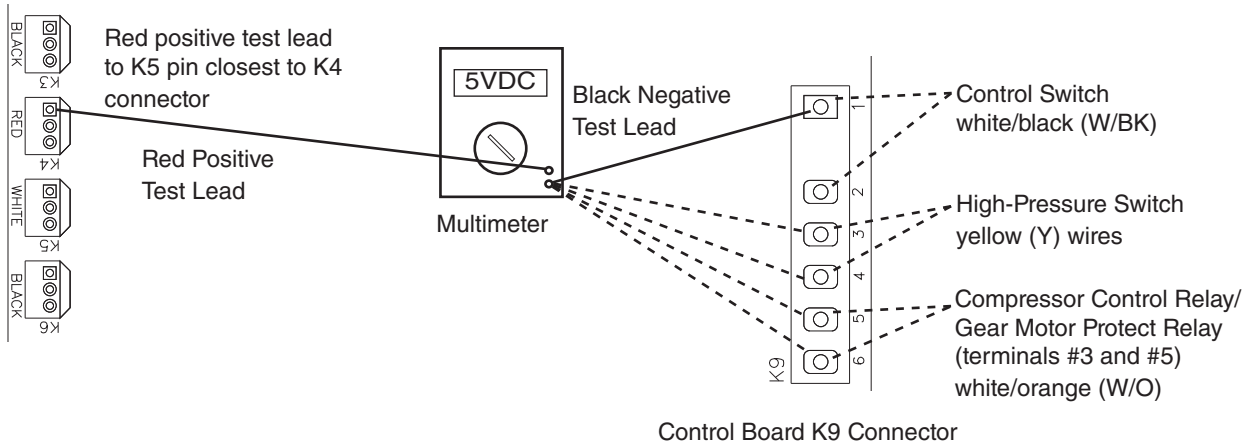 BLACK
K3
RED
K4
WHITE
K5
BLACK
K6
Red positive test lead
to K5 pin closest to K4
connector
Red Positive
Test Lead
5VDC
Multimeter
Black Negative
Test Lead
1
2
3
4
5
6
K9
Control Switch
white/black (W/BK)
High-Pressure Switch
yellow (Y) wires
Compressor Control Relay/
Gear Motor Protect Relay
(terminals #3 and #5)
white/orange (W/O)
Control Board K9 Connector